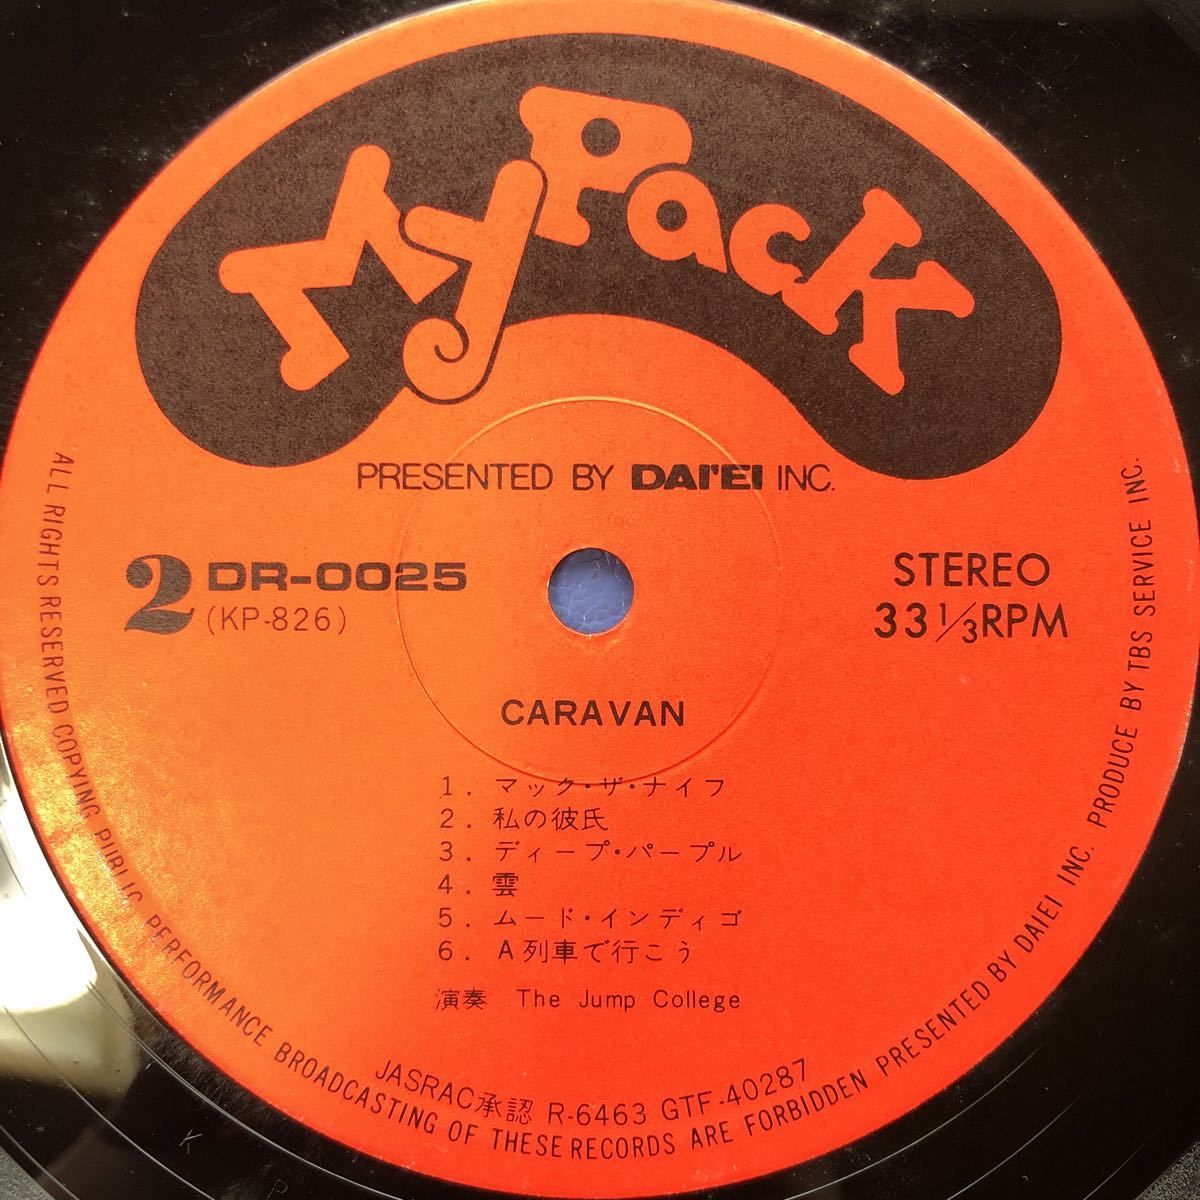 My Pack
PRESENTED BY DAI'EI INC.
2 DR-0025
(KP-826)
STEREO
33 1/3 RPM
CARAVAN
1. マック・ザ・ナイフ
2. 私の彼氏
3. ディープ・パープル
4. 雲
5. ムード・インディゴ
6. A列車で行こう
演奏 The Jump College
JASRAC承認 R-6463 GTF-40287
ALL RIGHTS RESERVED COPYING PUBLIC PERFORMANCE BROADCASTING OF THESE RECORDS ARE FORBIDDEN PRESENTED BY DAIEI INC. PRODUCE BY TBS SERVICE INC.
K